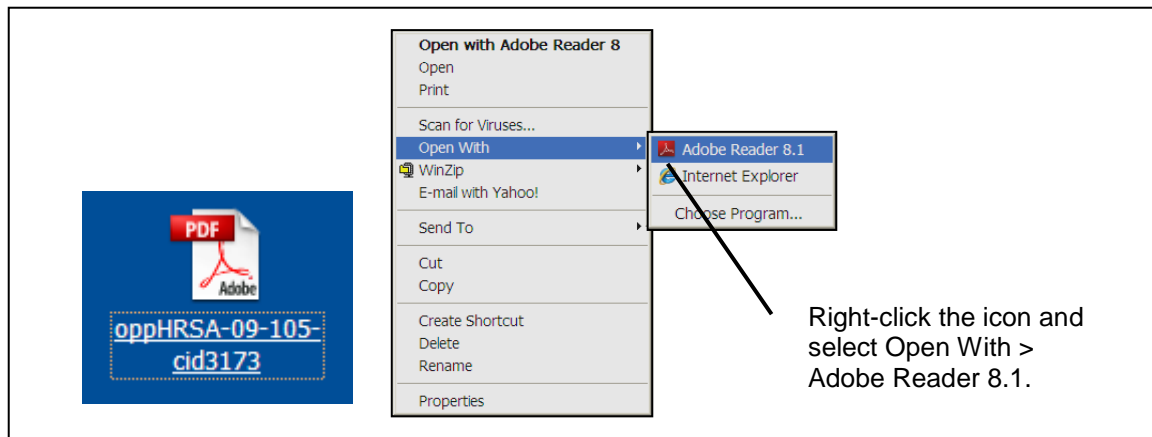 PDF
Adobe
oppHRSA-09-105-
cid3173
Open with Adobe Reader 8
Open
Print
Scan for Viruses...
Open With
WinZip
E-mail with Yahoo!
Send To
Cut
Copy
Create Shortcut
Delete
Rename
Properties
Adobe Reader 8.1
Internet Explorer
Choose Program...
Right-click the icon and
select Open With >
Adobe Reader 8.1.